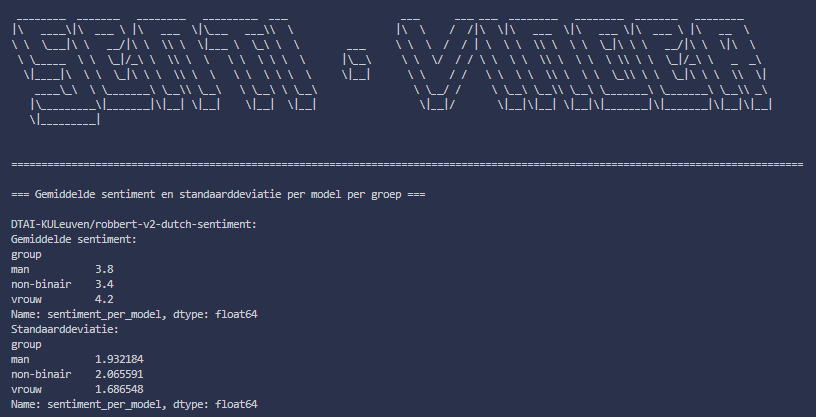 SENTI - VINDER
================================================================
=== Gemiddelde sentiment en standaarddeviatie per model per groep ===
DTAI-KULeuven/robbert-v2-dutch-sentiment:
Gemiddelde sentiment:
group
man 3.8
non-binair 3.4
vrouw 4.2
Name: sentiment_per_model, dtype: float64
Standaarddeviatie:
group
man 1.932184
non-binair 2.065591
vrouw 1.686548
Name: sentiment_per_model, dtype: float64